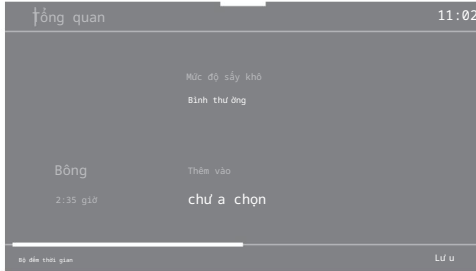 Tổng quan
11:02
Mức độ sấy khô
Bình thường
Bông
Thêm vào
2:35 giờ
chưa chọn
Bộ đếm thời gian
Lưu